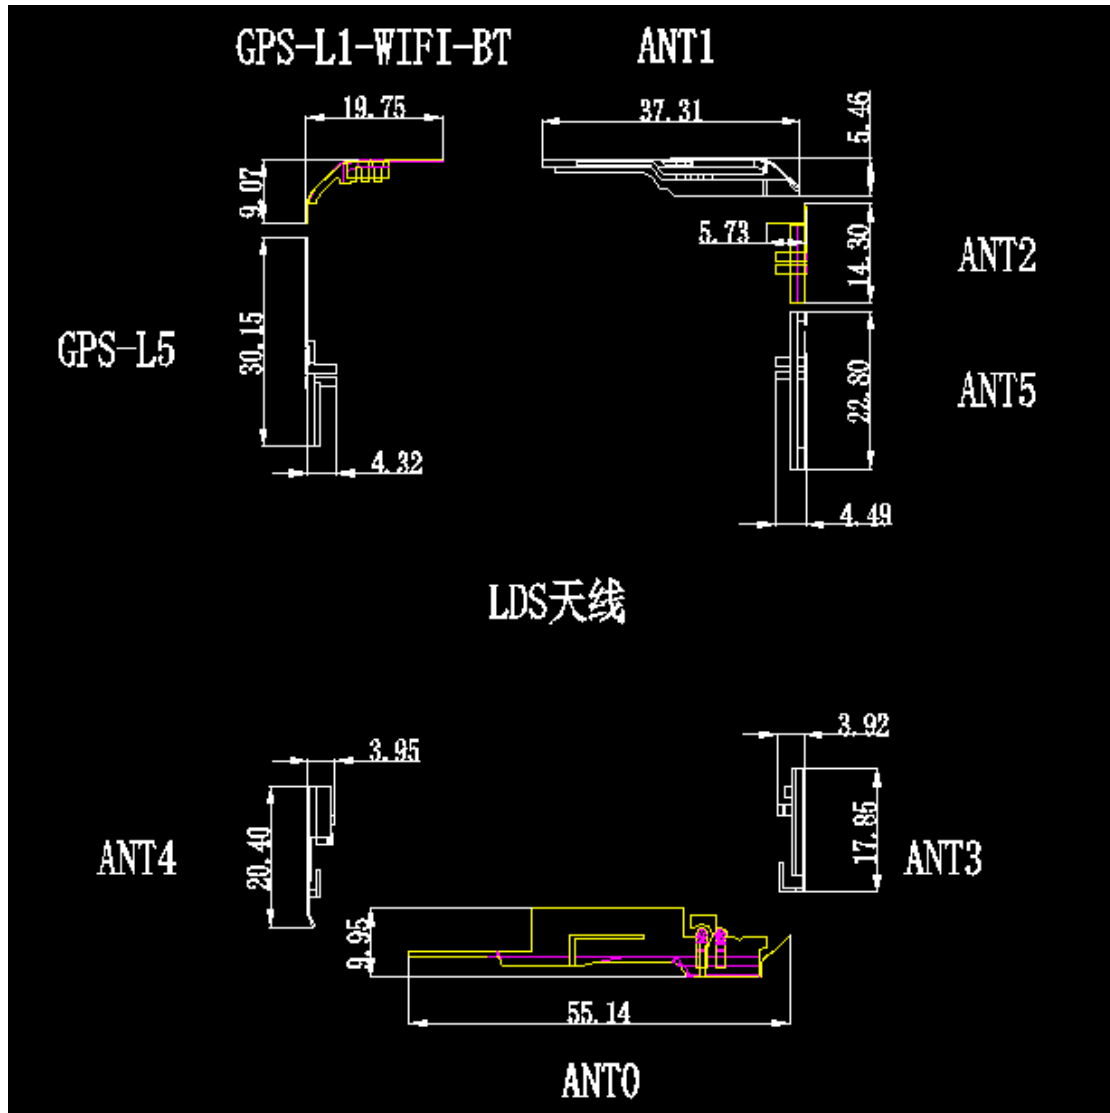 GPS-L1-WIFI-BT
ANT1
19.75
37.31
5.46
9.07
5.73
14.30
ANT2
GPS-L5
30.15
22.80
ANT5
4.32
4.49
LDS天线
3.95
3.92
ANT4
20.40
17.85
ANT3
9.95
55.14
ANT0